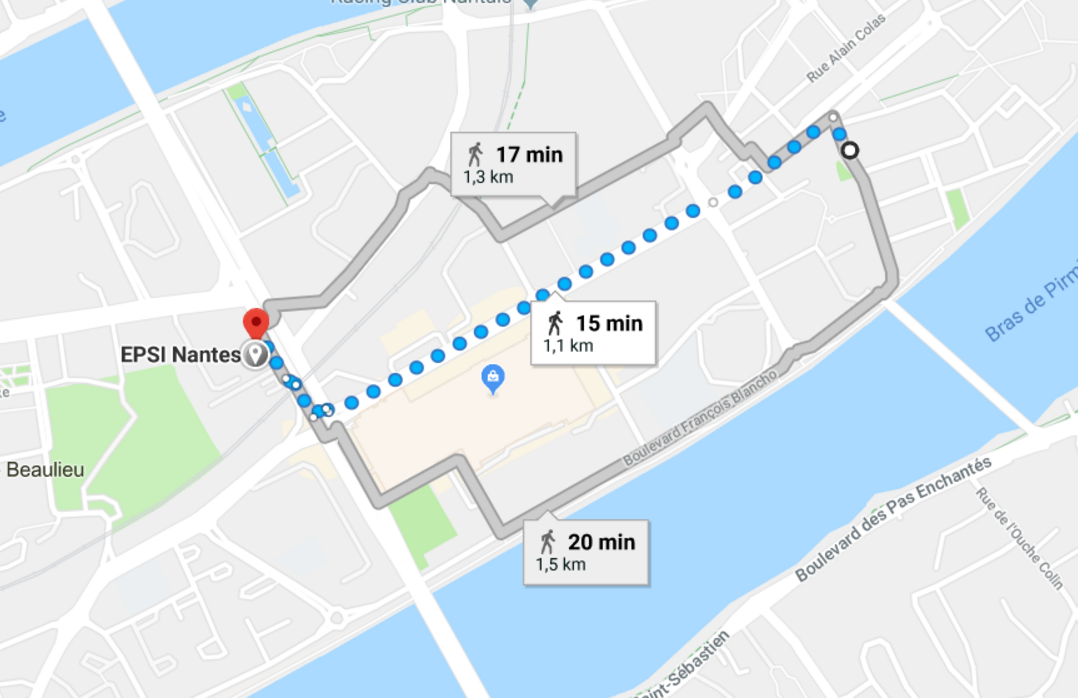 Racing Club Nantais
Rue Alain Colas
17 min
1,3 km
Bras de Pirmi
15 min
1,1 km
EPSI Nantes
Boulevard François Blancho
Beaulieu
Boulevard des Pas Enchantés
Rue de l'Ouche Colin
20 min
1,5 km
aint-Sébastien